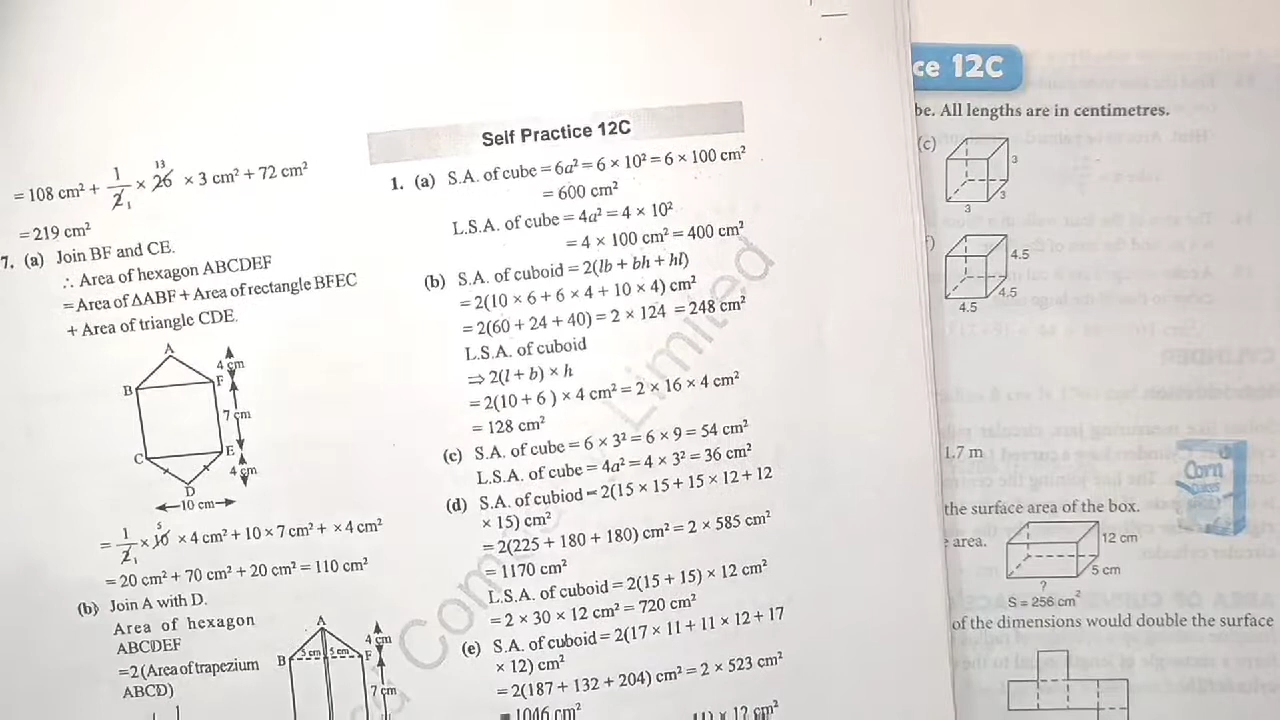 = 108 cm² + 1/2̸₁ × 2̸6̸ 13 × 3 cm² + 72 cm²
= 219 cm²
7. (a) Join BF and CE.
∴ Area of hexagon ABCDEF
= Area of ΔABF + Area of rectangle BFEC
+ Area of triangle CDE.
A
4 cm
B
F
7 cm
C
E
4 cm
D
10 cm
= 1/2̸₁ × 1̸0̸ 5 × 4 cm² + 10 × 7 cm² + × 4 cm²
= 20 cm² + 70 cm² + 20 cm² = 110 cm²
(b) Join A with D.
Area of hexagon
ABCDEF
=2(Area of trapezium
ABCD)
A
4 cm
B
5 cm
5 cm
F
7 cm
Self Practice 12C
1. (a) S.A. of cube = 6a² = 6 × 10² = 6 × 100 cm²
= 600 cm²
L.S.A. of cube = 4a² = 4 × 10²
= 4 × 100 cm² = 400 cm²
(b) S.A. of cuboid = 2(lb + bh + hl)
= 2(10 × 6 + 6 × 4 + 10 × 4) cm²
= 2(60 + 24 + 40) = 2 × 124 = 248 cm²
L.S.A. of cuboid
⇒ 2(l + b) × h
= 2(10 + 6 ) × 4 cm² = 2 × 16 × 4 cm²
= 128 cm²
(c) S.A. of cube = 6 × 3² = 6 × 9 = 54 cm²
L.S.A. of cube = 4a² = 4 × 3² = 36 cm²
(d) S.A. of cubiod = 2(15 × 15 + 15 × 12 + 12
× 15) cm²
= 2(225 + 180 + 180) cm² = 2 × 585 cm²
= 1170 cm²
L.S.A. of cuboid = 2(15 + 15) × 12 cm²
= 2 × 30 × 12 cm² = 720 cm²
(e) S.A. of cuboid = 2(17 × 11 + 11 × 12 + 17
× 12) cm²
= 2(187 + 132 + 204) cm² = 2 × 523 cm²
= 1046 cm²
× 12 cm²
Limited
ce 12C
be. All lengths are in centimetres.
(c)
3
3
3
)
4.5
4.5
4.5
1.7 m
Corn
the surface area of the box.
area.
12 cm
5 cm
?
S = 256 cm²
of the dimensions would double the surface